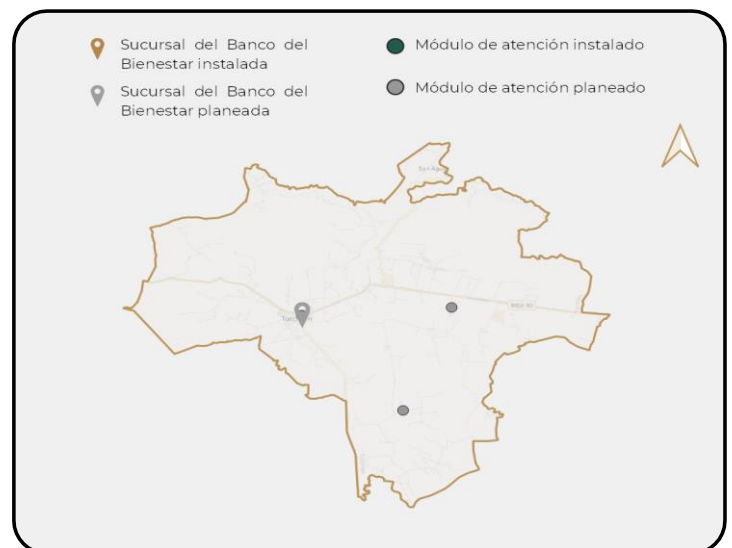 Sucursal del Banco del
Bienestar instalada
Sucursal del Banco del
Bienestar planeada
Módulo de atención instalado
Módulo de atención planeado